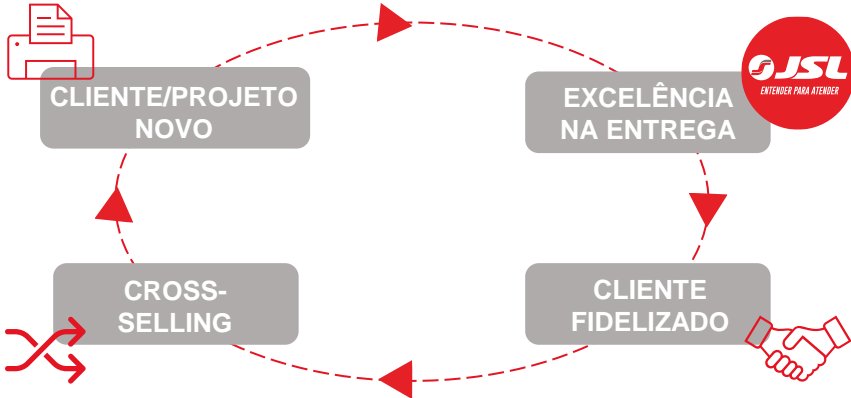 CLIENTE/PROJETO
NOVO
EXCELÊNCIA
NA ENTREGA
JSL
ENTENDER PARA ATENDER
CROSS-
SELLING
CLIENTE
FIDELIZADO